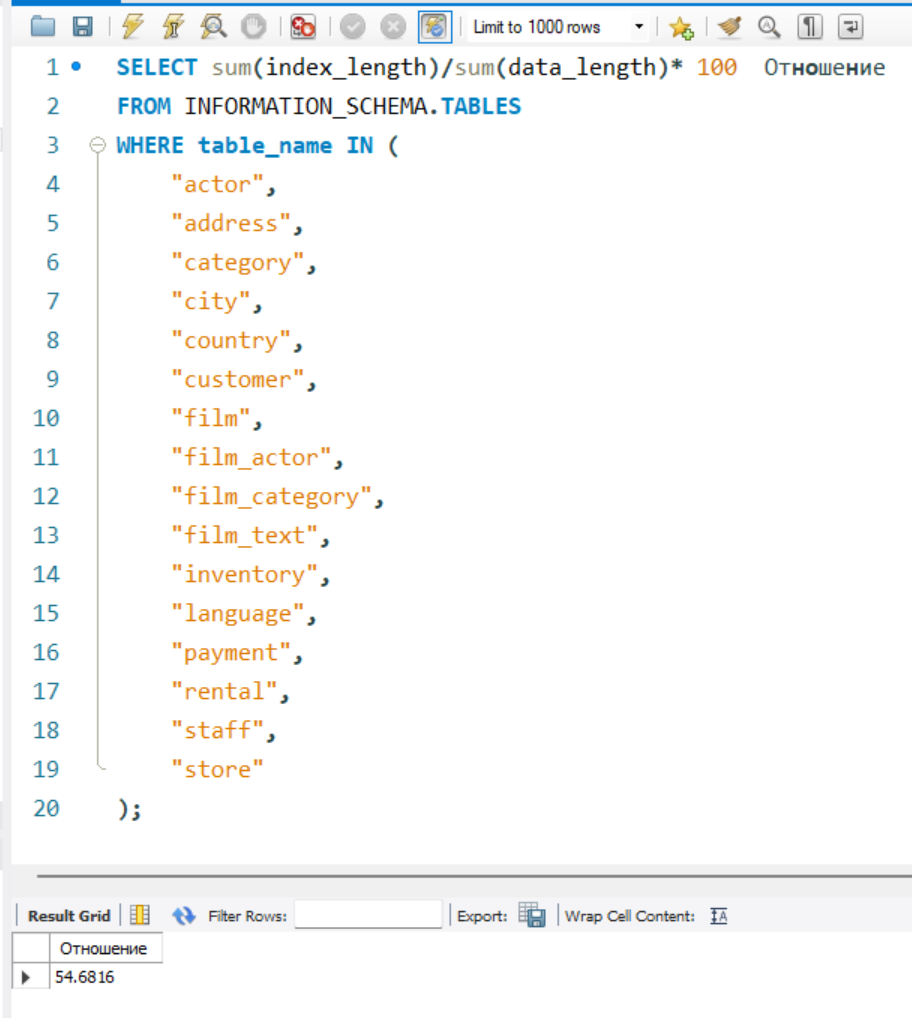 Limit to 1000 rows
1 SELECT sum(index_length)/sum(data_length)* 100 Отношение
2 FROM INFORMATION_SCHEMA.TABLES
3 WHERE table_name IN (
4 "actor",
5 "address",
6 "category",
7 "city",
8 "country",
9 "customer",
10 "film",
11 "film_actor",
12 "film_category",
13 "film_text",
14 "inventory",
15 "language",
16 "payment",
17 "rental",
18 "staff",
19 "store"
20 );
Result Grid Filter Rows: Export: Wrap Cell Content: IA
Отношение
54.6816